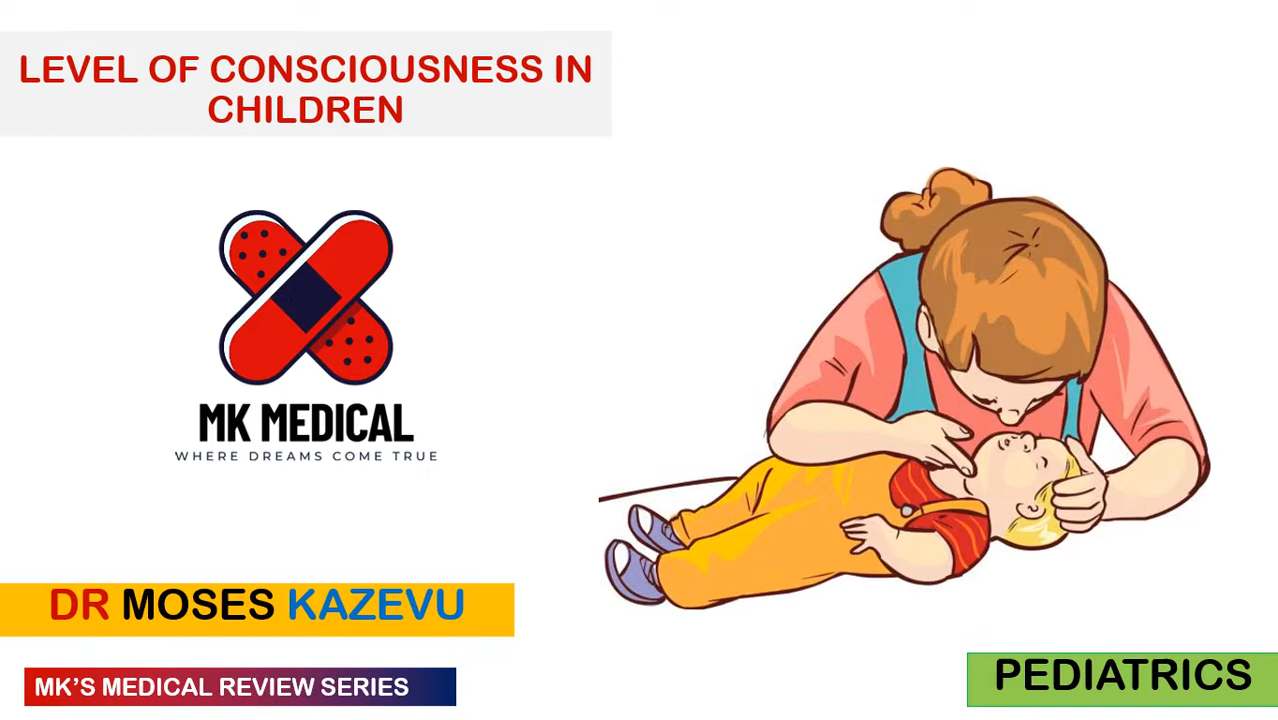 LEVEL OF CONSCIOUSNESS IN
CHILDREN
MK MEDICAL
WHERE DREAMS COME TRUE
DR MOSES KAZEVU
MK'S MEDICAL REVIEW SERIES
PEDIATRICS